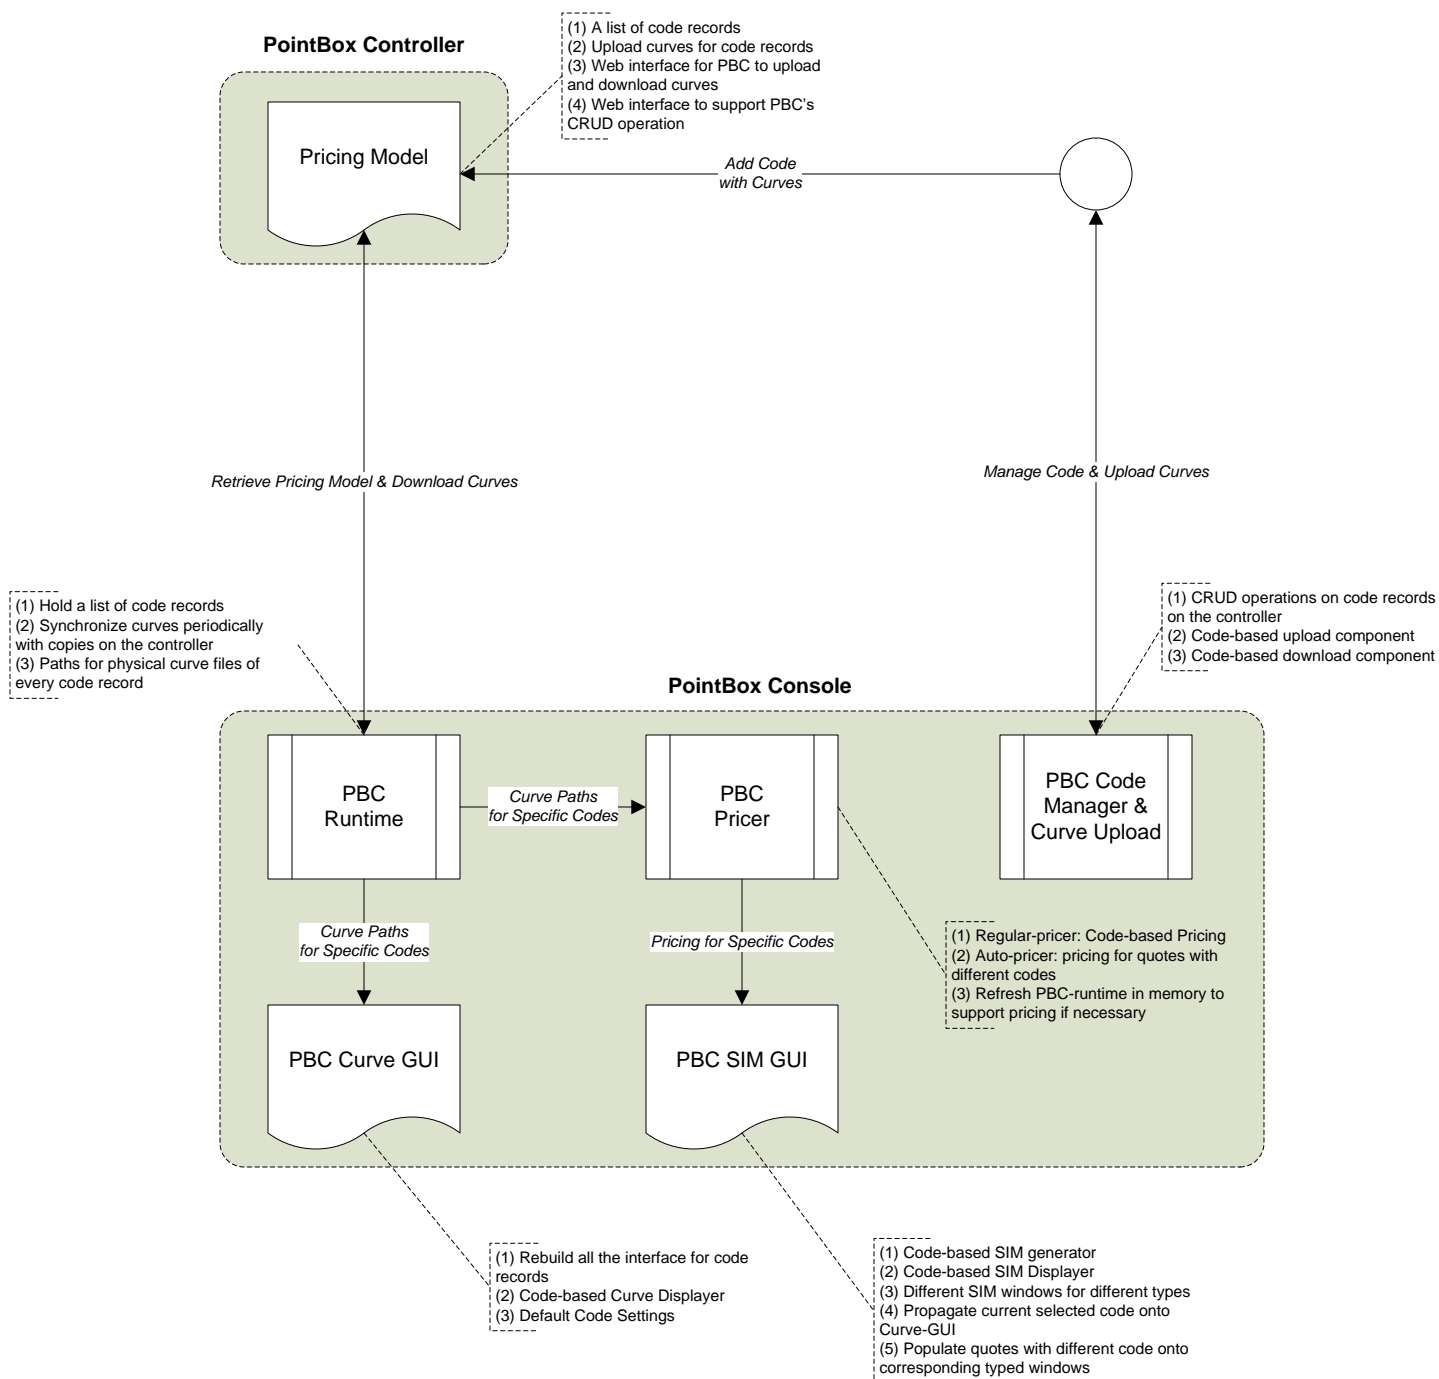 PointBox Controller
(1) A list of code records
(2) Upload curves for code records
(3) Web interface for PBC to upload
and download curves
(4) Web interface to support PBC’s
CRUD operation
Pricing Model
Add Code
with Curves
Retrieve Pricing Model & Download Curves
Manage Code & Upload Curves
(1) Hold a list of code records
(2) Synchronize curves periodically
with copies on the controller
(3) Paths for physical curve files of
every code record
(1) CRUD operations on code records
on the controller
(2) Code-based upload component
(3) Code-based download component
PointBox Console
PBC
Runtime
Curve Paths
for Specific Codes
PBC
Pricer
PBC Code
Manager &
Curve Upload
Curve Paths
for Specific Codes
Pricing for Specific Codes
(1) Regular-pricer: Code-based Pricing
(2) Auto-pricer: pricing for quotes with
different codes
(3) Refresh PBC-runtime in memory to
support pricing if necessary
PBC Curve GUI
PBC SIM GUI
(1) Rebuild all the interface for code
records
(2) Code-based Curve Displayer
(3) Default Code Settings
(1) Code-based SIM generator
(2) Code-based SIM Displayer
(3) Different SIM windows for different types
(4) Propagate current selected code onto
Curve-GUI
(5) Populate quotes with different code onto
corresponding typed windows